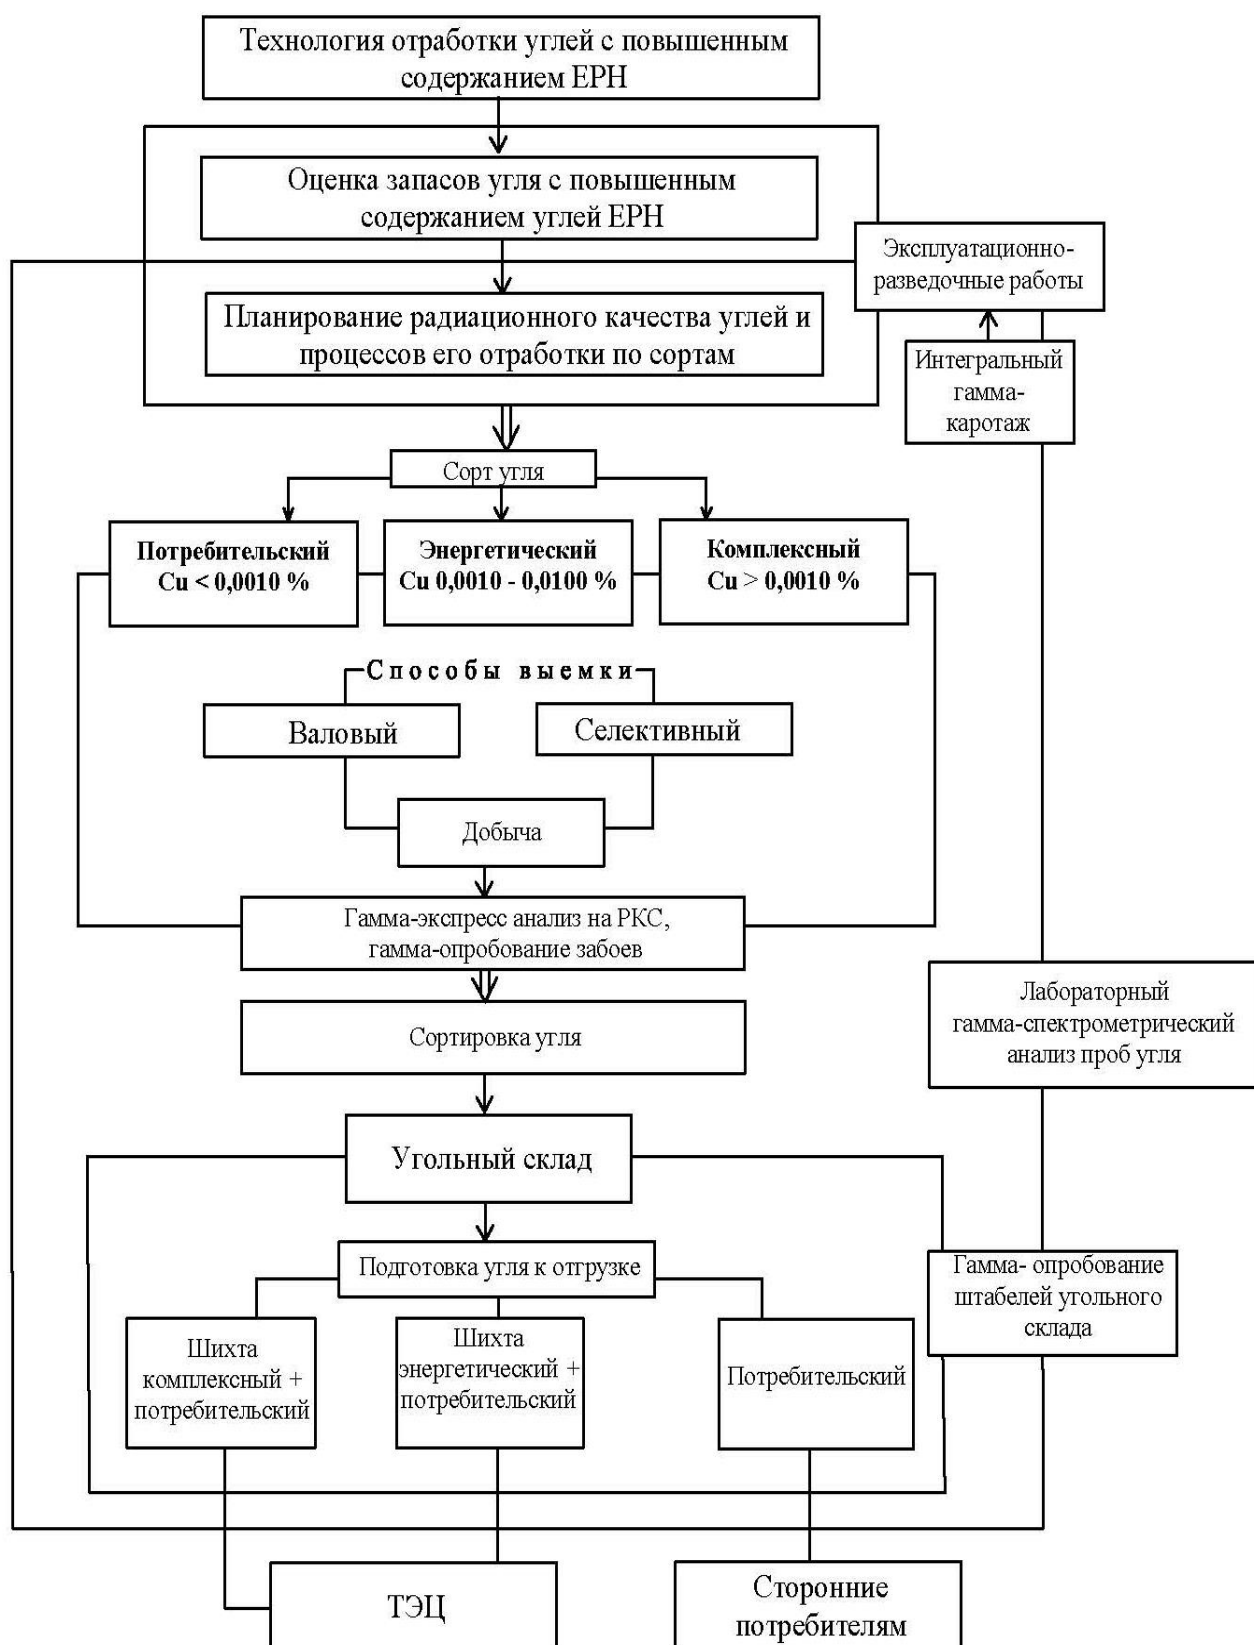 Технология отработки углей с повышенным
содержанием ЕРН
Оценка запасов угля с повышенным
содержанием углей ЕРН
Эксплуатационно-
разведочные работы
Планирование радиационного качества углей и
процессов его отработки по сортам
Интегральный
гамма-
каротаж
Сорт угля
Потребительский
Cu < 0,0010 %
Энергетический
Cu 0,0010 - 0,0100 %
Комплексный
Cu > 0,0010 %
Способы выемки
Валовый
Селективный
Добыча
Гамма-экспресс анализ на РКС,
гамма-опробование забоев
Сортировка угля
Лабораторный
гамма-спектрометрический
анализ проб угля
Угольный склад
Подготовка угля к отгрузке
Гамма- опробование
штабелей угольного
склада
Шихта
комплексный +
потребительский
Шихта
энергетический +
потребительский
Потребительский
ТЭЦ
Сторонние
потребителям